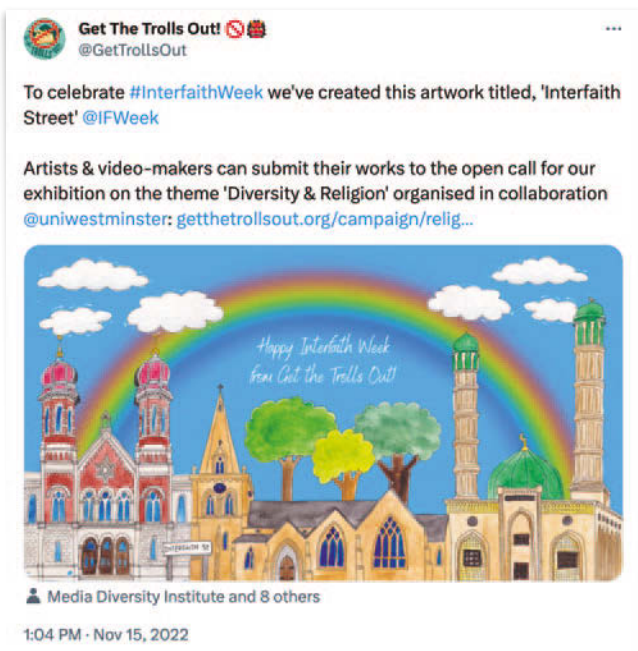 Get The Trolls Out! 🚫👹
@GetTrollsOut
To celebrate #InterfaithWeek we've created this artwork titled, 'Interfaith
Street' @IFWeek
Artists & video-makers can submit their works to the open call for our
exhibition on the theme 'Diversity & Religion' organised in collaboration
@uniwestminster: getthetrollsout.org/campaign/relig...
Happy Interfaith Week
from Get the Trolls Out!
INTERFAITH ST
Media Diversity Institute and 8 others
1:04 PM · Nov 15, 2022